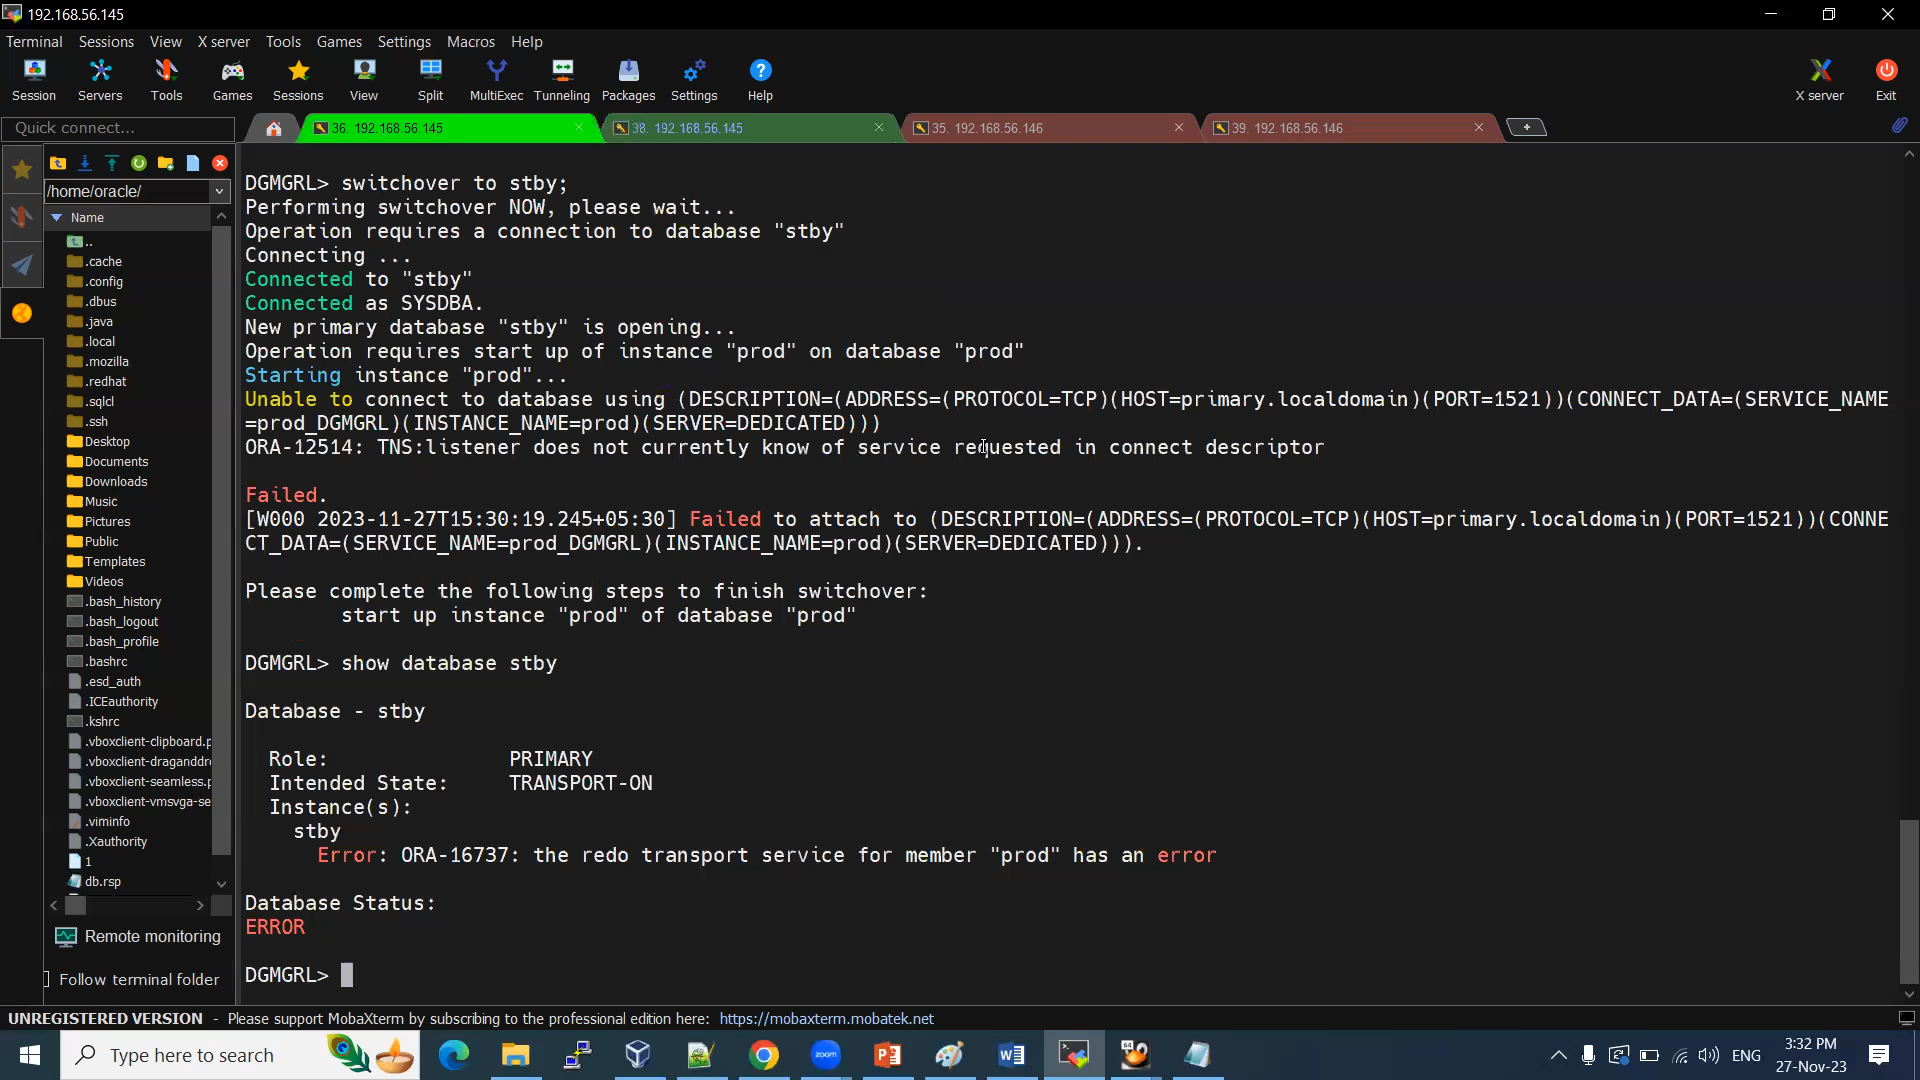 192.168.56.145
Terminal Sessions View X server Tools Games Settings Macros Help
Session Servers Tools Games Sessions View Split MultiExec Tunneling Packages Settings Help X server Exit
Quick connect...
36. 192.168.56.145
38. 192.168.56.145
35. 192.168.56.146
39. 192.168.56.146
/home/oracle/
Name
..
.cache
.config
.dbus
.java
.local
.mozilla
.redhat
.sqlcl
.ssh
Desktop
Documents
Downloads
Music
Pictures
Public
Templates
Videos
.bash_history
.bash_logout
.bash_profile
.bashrc
.esd_auth
.ICEauthority
.kshrc
.vboxclient-clipboard.p
.vboxclient-draganddr
.vboxclient-seamless.p
.vboxclient-vmsvga-se
.viminfo
.Xauthority
1
db.rsp
Remote monitoring
Follow terminal folder
DGMGRL> switchover to stby;
Performing switchover NOW, please wait...
Operation requires a connection to database "stby"
Connecting ...
Connected to "stby"
Connected as SYSDBA.
New primary database "stby" is opening...
Operation requires start up of instance "prod" on database "prod"
Starting instance "prod"...
Unable to connect to database using (DESCRIPTION=(ADDRESS=(PROTOCOL=TCP)(HOST=primary.localdomain)(PORT=1521))(CONNECT_DATA=(SERVICE_NAME
=prod_DGMGRL)(INSTANCE_NAME=prod)(SERVER=DEDICATED)))
ORA-12514: TNS:listener does not currently know of service requested in connect descriptor
Failed.
[W000 2023-11-27T15:30:19.245+05:30] Failed to attach to (DESCRIPTION=(ADDRESS=(PROTOCOL=TCP)(HOST=primary.localdomain)(PORT=1521))(CONNE
CT_DATA=(SERVICE_NAME=prod_DGMGRL)(INSTANCE_NAME=prod)(SERVER=DEDICATED))).
Please complete the following steps to finish switchover:
start up instance "prod" of database "prod"
DGMGRL> show database stby
Database - stby
Role: PRIMARY
Intended State: TRANSPORT-ON
Instance(s):
stby
Error: ORA-16737: the redo transport service for member "prod" has an error
Database Status:
ERROR
DGMGRL>
UNREGISTERED VERSION - Please support MobaXterm by subscribing to the professional edition here: https://mobaxterm.mobatek.net
Type here to search
zoom
ENG
3:32 PM
27-Nov-23